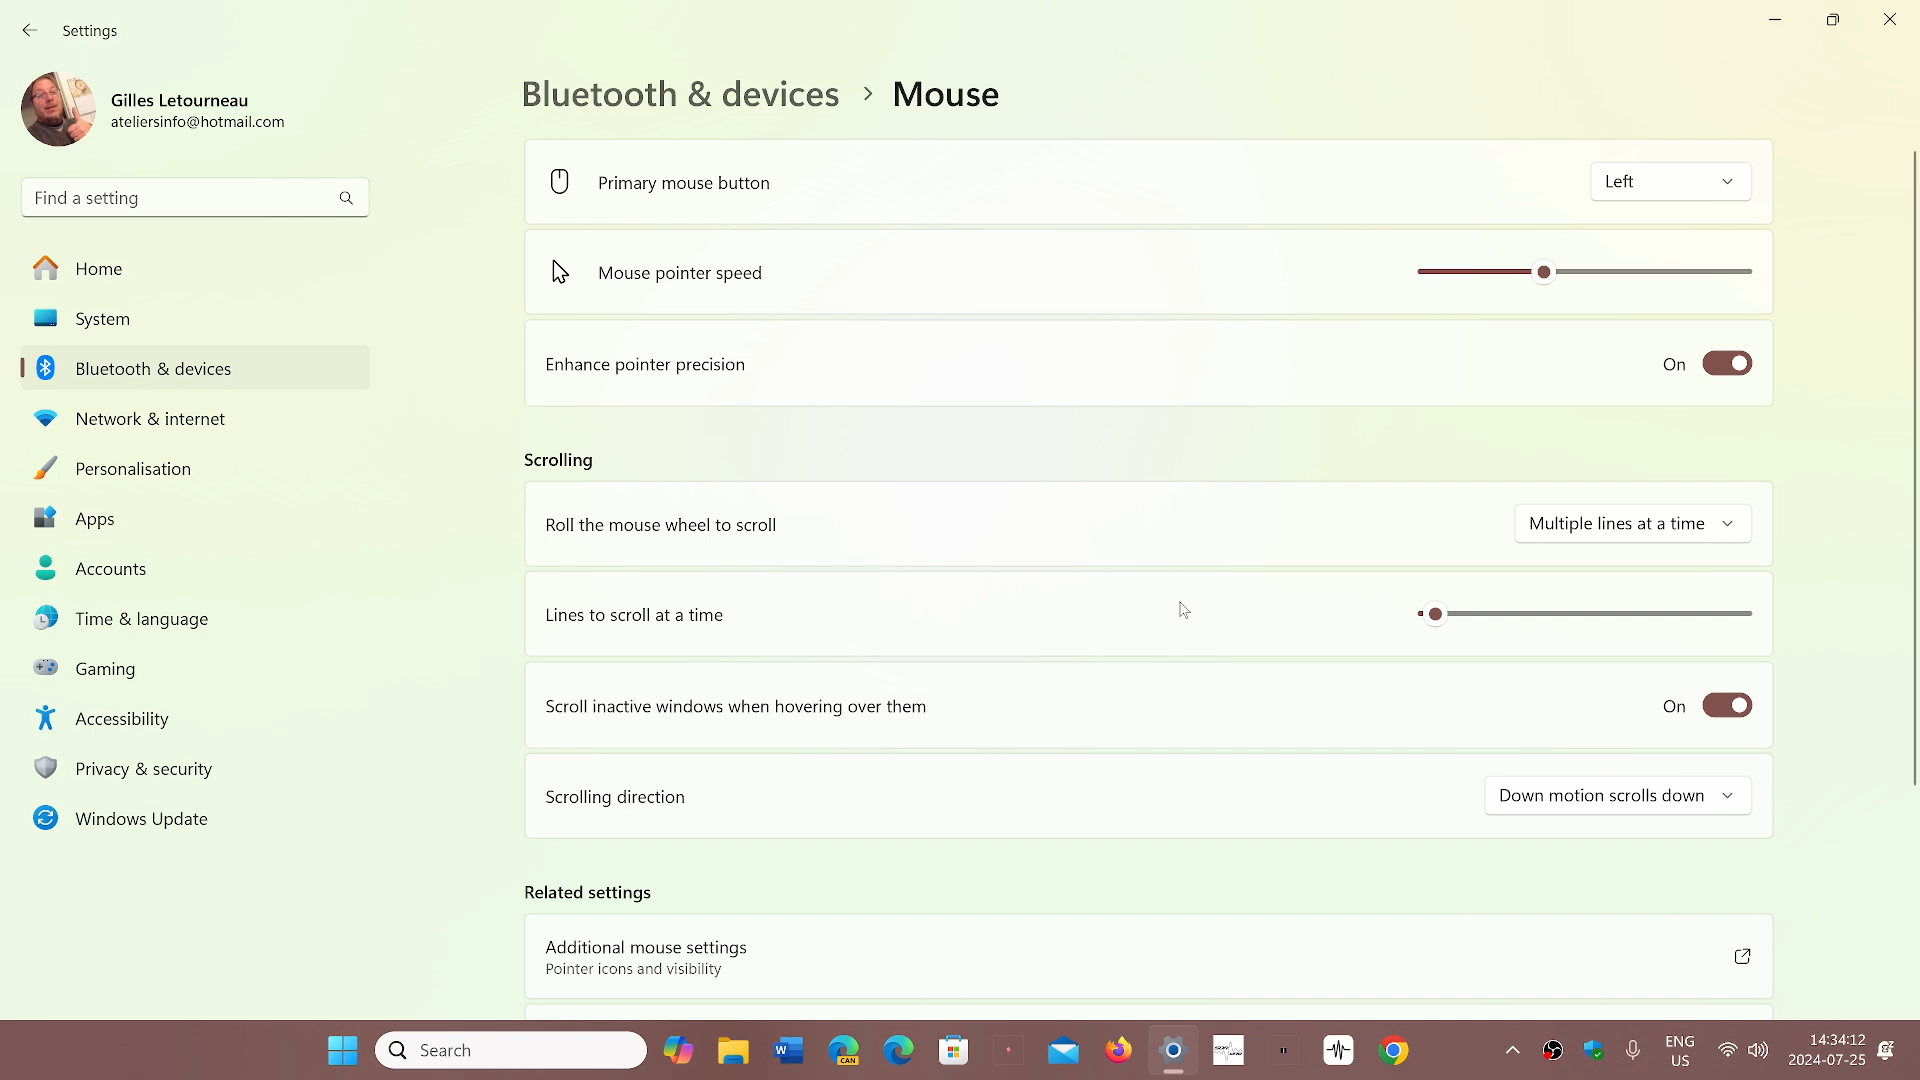 Settings
Gilles Letourneau
ateliersinfo@hotmail.com
Find a setting
Home
System
Bluetooth & devices
Network & internet
Personalisation
Apps
Accounts
Time & language
Gaming
Accessibility
Privacy & security
Windows Update
Bluetooth & devices > Mouse
Primary mouse button Left
Mouse pointer speed
Enhance pointer precision On
Scrolling
Roll the mouse wheel to scroll Multiple lines at a time
Lines to scroll at a time
Scroll inactive windows when hovering over them On
Scrolling direction Down motion scrolls down
Related settings
Additional mouse settings
Pointer icons and visibility
Search
W
CAN
ENG
US
14:34:12
2024-07-25